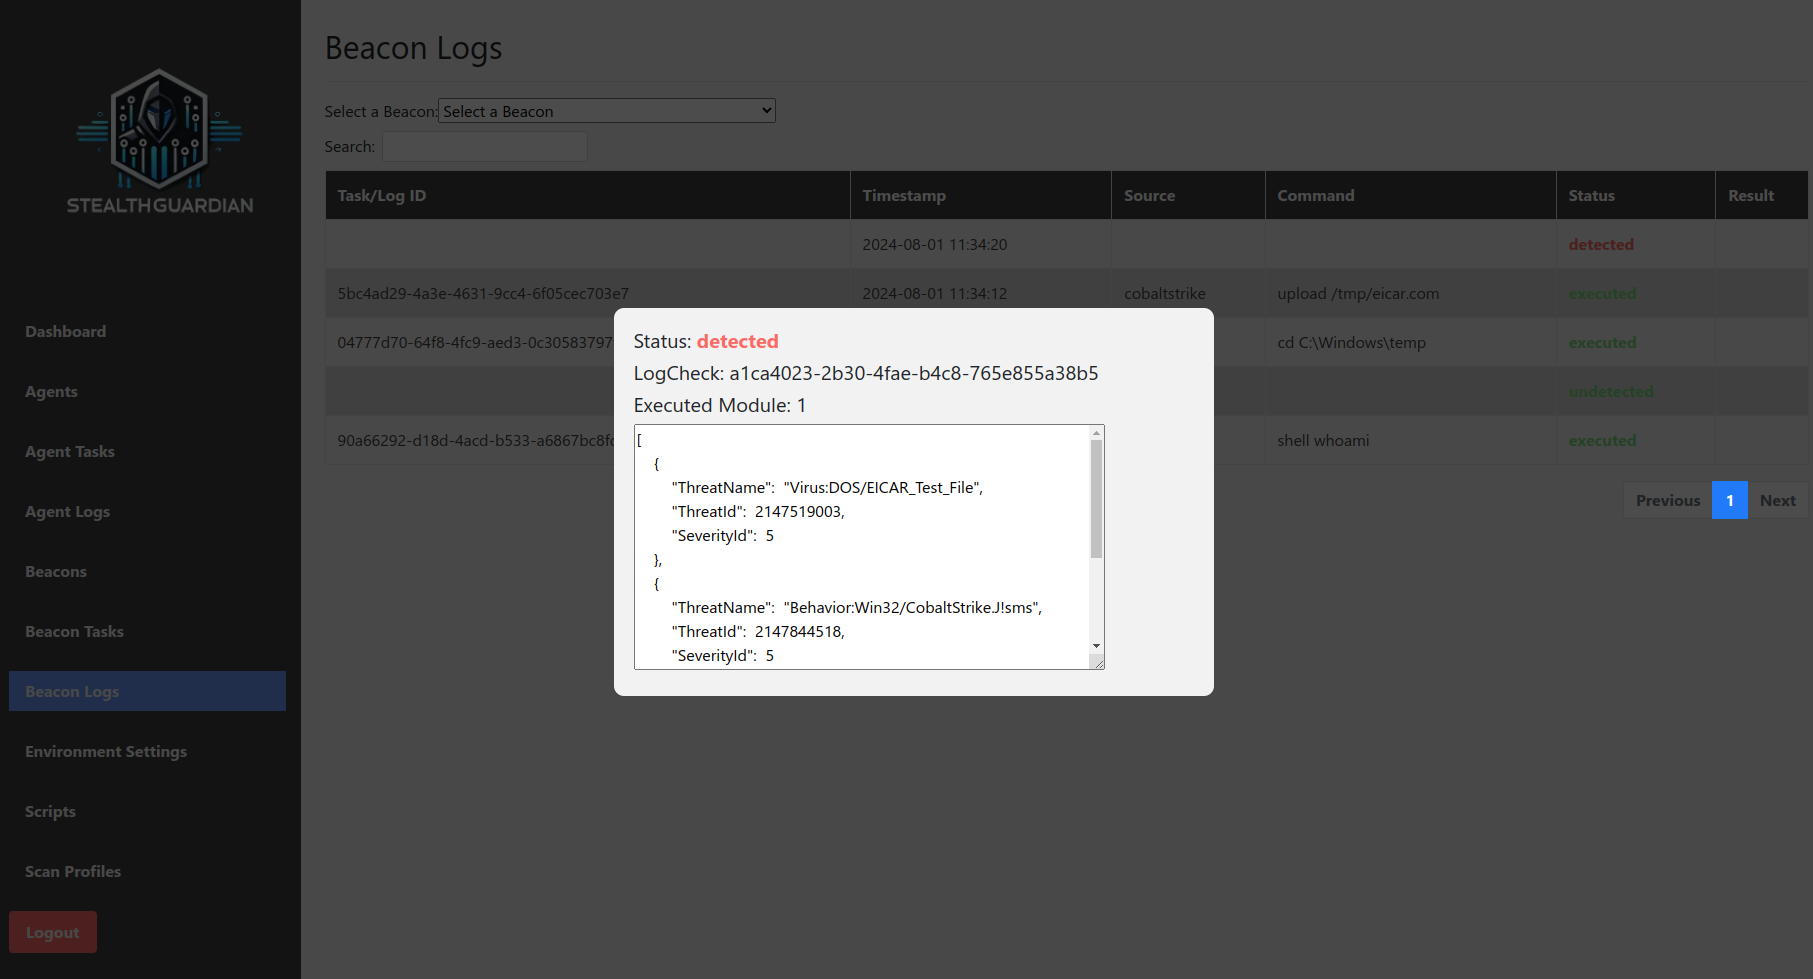 STEALTHGUARDIAN
Dashboard
Agents
Agent Tasks
Agent Logs
Beacons
Beacon Tasks
Beacon Logs
Environment Settings
Scripts
Scan Profiles
Logout
Beacon Logs
Select a Beacon: Select a Beacon
Search:
Task/Log ID Timestamp Source Command Status Result
2024-08-01 11:34:20 detected
5bc4ad29-4a3e-4631-9cc4-6f05cec703e7 2024-08-01 11:34:12 cobaltstrike upload /tmp/eicar.com executed
04777d70-64f8-4fc9-aed3-0c30583797 cd C:\Windows\temp executed
undetected
90a66292-d18d-4acd-b533-a6867bc8f shell whoami executed
Previous 1 Next
Status: detected
LogCheck: a1ca4023-2b30-4fae-b4c8-765e855a38b5
Executed Module: 1
[
{
"ThreatName": "Virus:DOS/EICAR_Test_File",
"ThreatId": 2147519003,
"SeverityId": 5
},
{
"ThreatName": "Behavior:Win32/CobaltStrike.J!sms",
"ThreatId": 2147844518,
"SeverityId": 5